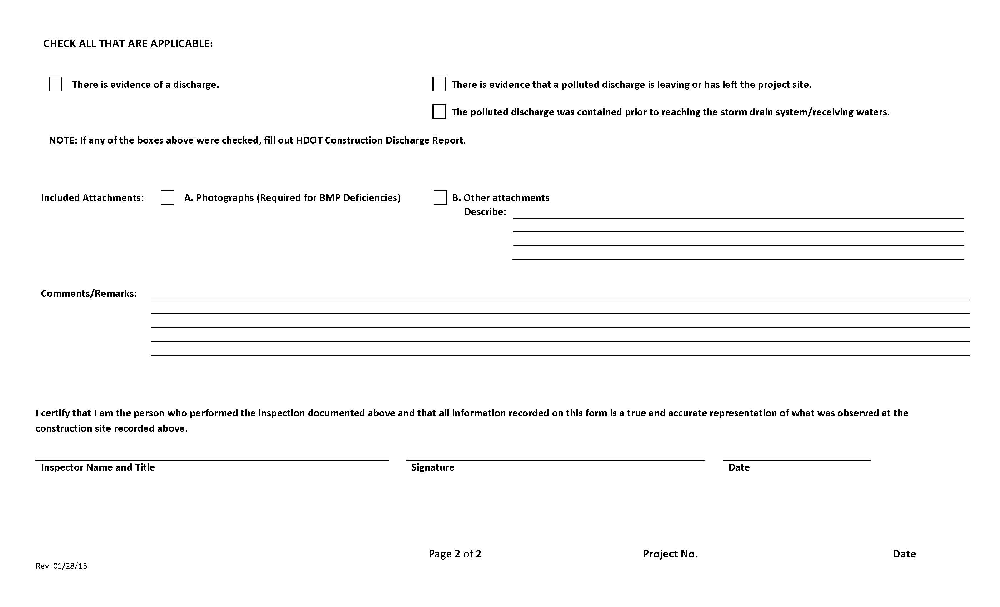 CHECK ALL THAT ARE APPLICABLE:
There is evidence of a discharge.
There is evidence that a polluted discharge is leaving or has left the project site.
The polluted discharge was contained prior to reaching the storm drain system/receiving waters.
NOTE: If any of the boxes above were checked, fill out HDOT Construction Discharge Report.
Included Attachments: A. Photographs (Required for BMP Deficiencies) B. Other attachments
Describe:
Comments/Remarks:
I certify that I am the person who performed the inspection documented above and that all information recorded on this form is a true and accurate representation of what was observed at the
construction site recorded above.
Inspector Name and Title Signature Date
Page 2 of 2 Project No. Date
Rev 01/28/15